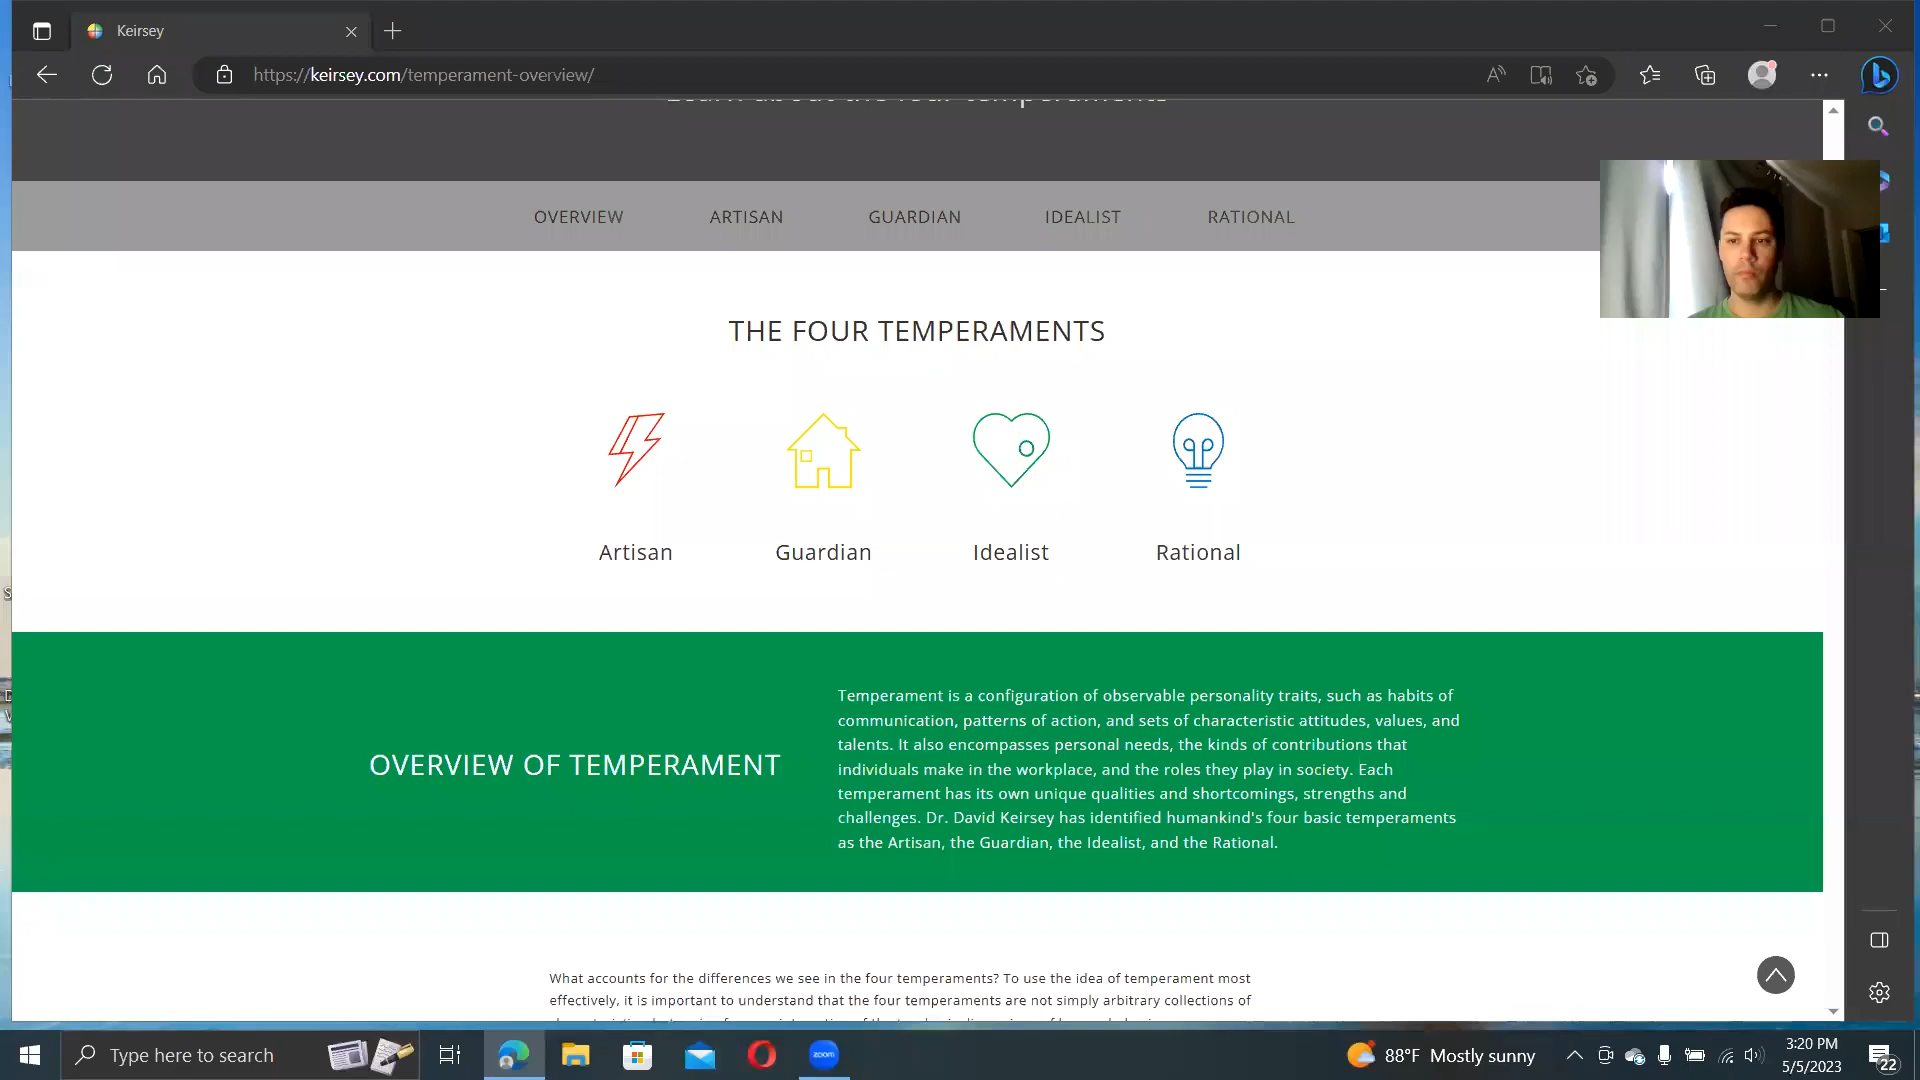 Keirsey
https://keirsey.com/temperament-overview/
Learn about the four temperaments
OVERVIEW ARTISAN GUARDIAN IDEALIST RATIONAL
THE FOUR TEMPERAMENTS
Artisan Guardian Idealist Rational
OVERVIEW OF TEMPERAMENT
Temperament is a configuration of observable personality traits, such as habits of
communication, patterns of action, and sets of characteristic attitudes, values, and
talents. It also encompasses personal needs, the kinds of contributions that
individuals make in the workplace, and the roles they play in society. Each
temperament has its own unique qualities and shortcomings, strengths and
challenges. Dr. David Keirsey has identified humankind's four basic temperaments
as the Artisan, the Guardian, the Idealist, and the Rational.
What accounts for the differences we see in the four temperaments? To use the idea of temperament most
effectively, it is important to understand that the four temperaments are not simply arbitrary collections of
Type here to search
zoom
88°F Mostly sunny
3:20 PM
5/5/2023
22